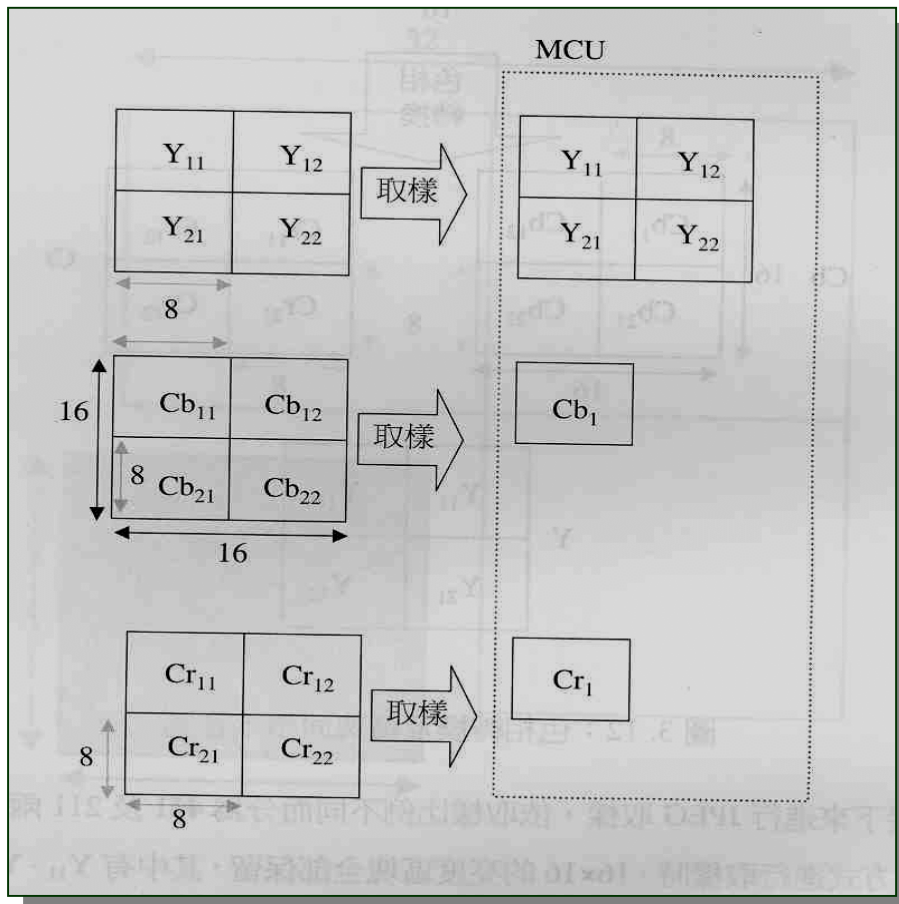 MCU
Y11 Y12 取樣 Y11 Y12
Y21 Y22 Y21 Y22
8
16 Cb11 Cb12 取樣 Cb1
8 Cb21 Cb22
16
Cr11 Cr12 取樣 Cr1
8 Cr21 Cr22
8